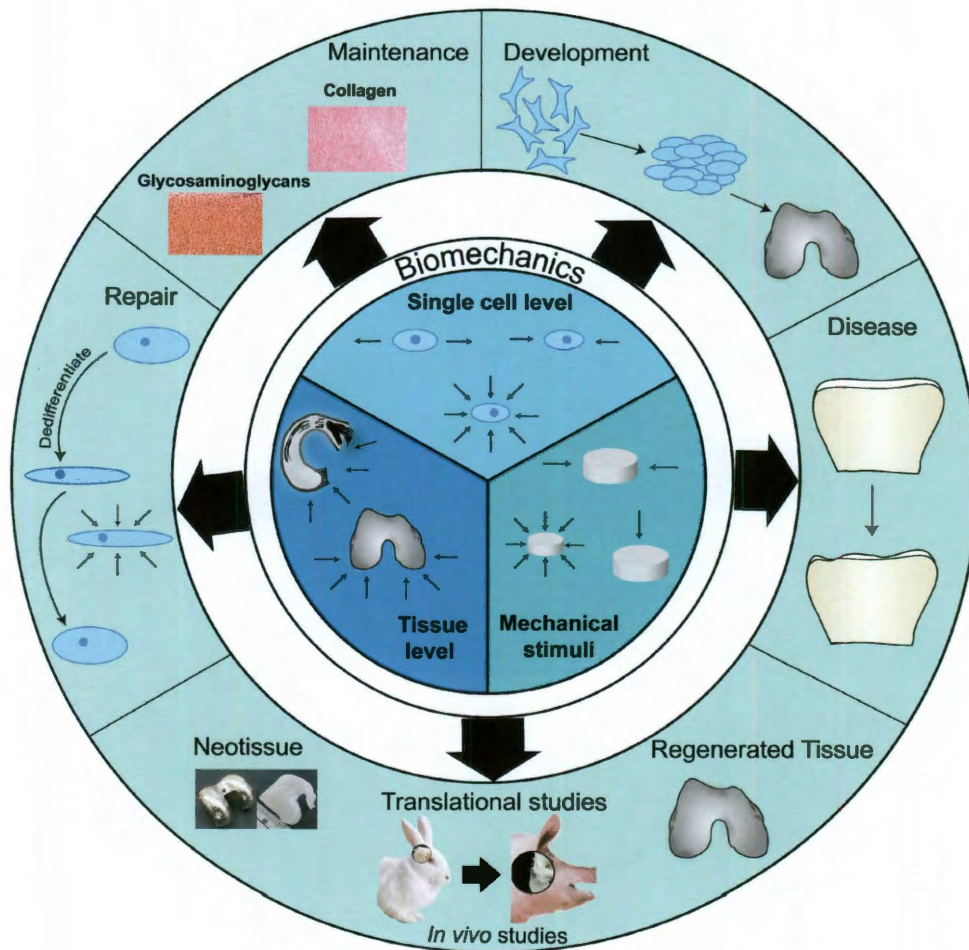 Maintenance
Collagen
Glycosaminoglycans
Development
Repair
Dedifferentiate
Disease
Biomechanics
Single cell level
Tissue
level
Mechanical
stimuli
Neotissue
Translational studies
In vivo studies
Regenerated Tissue